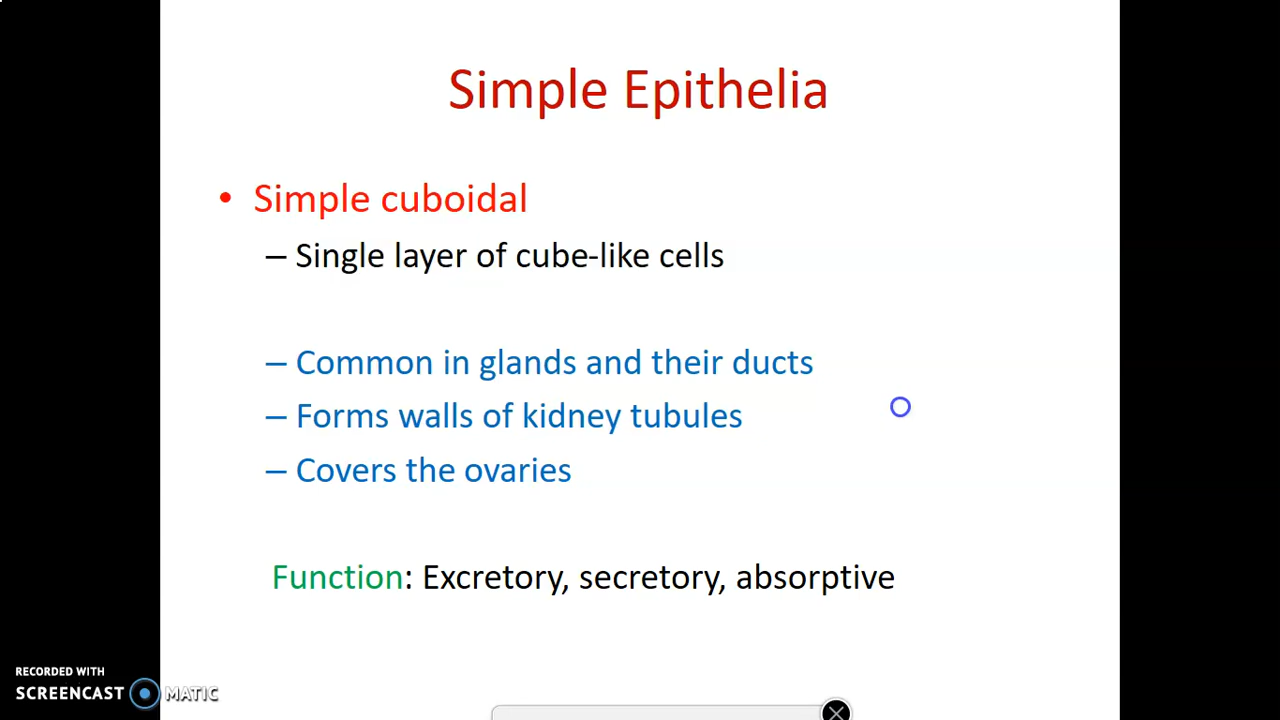 Simple Epithelia
• Simple cuboidal
– Single layer of cube-like cells
– Common in glands and their ducts
– Forms walls of kidney tubules
– Covers the ovaries
Function: Excretory, secretory, absorptive
RECORDED WITH
SCREENCAST MATIC